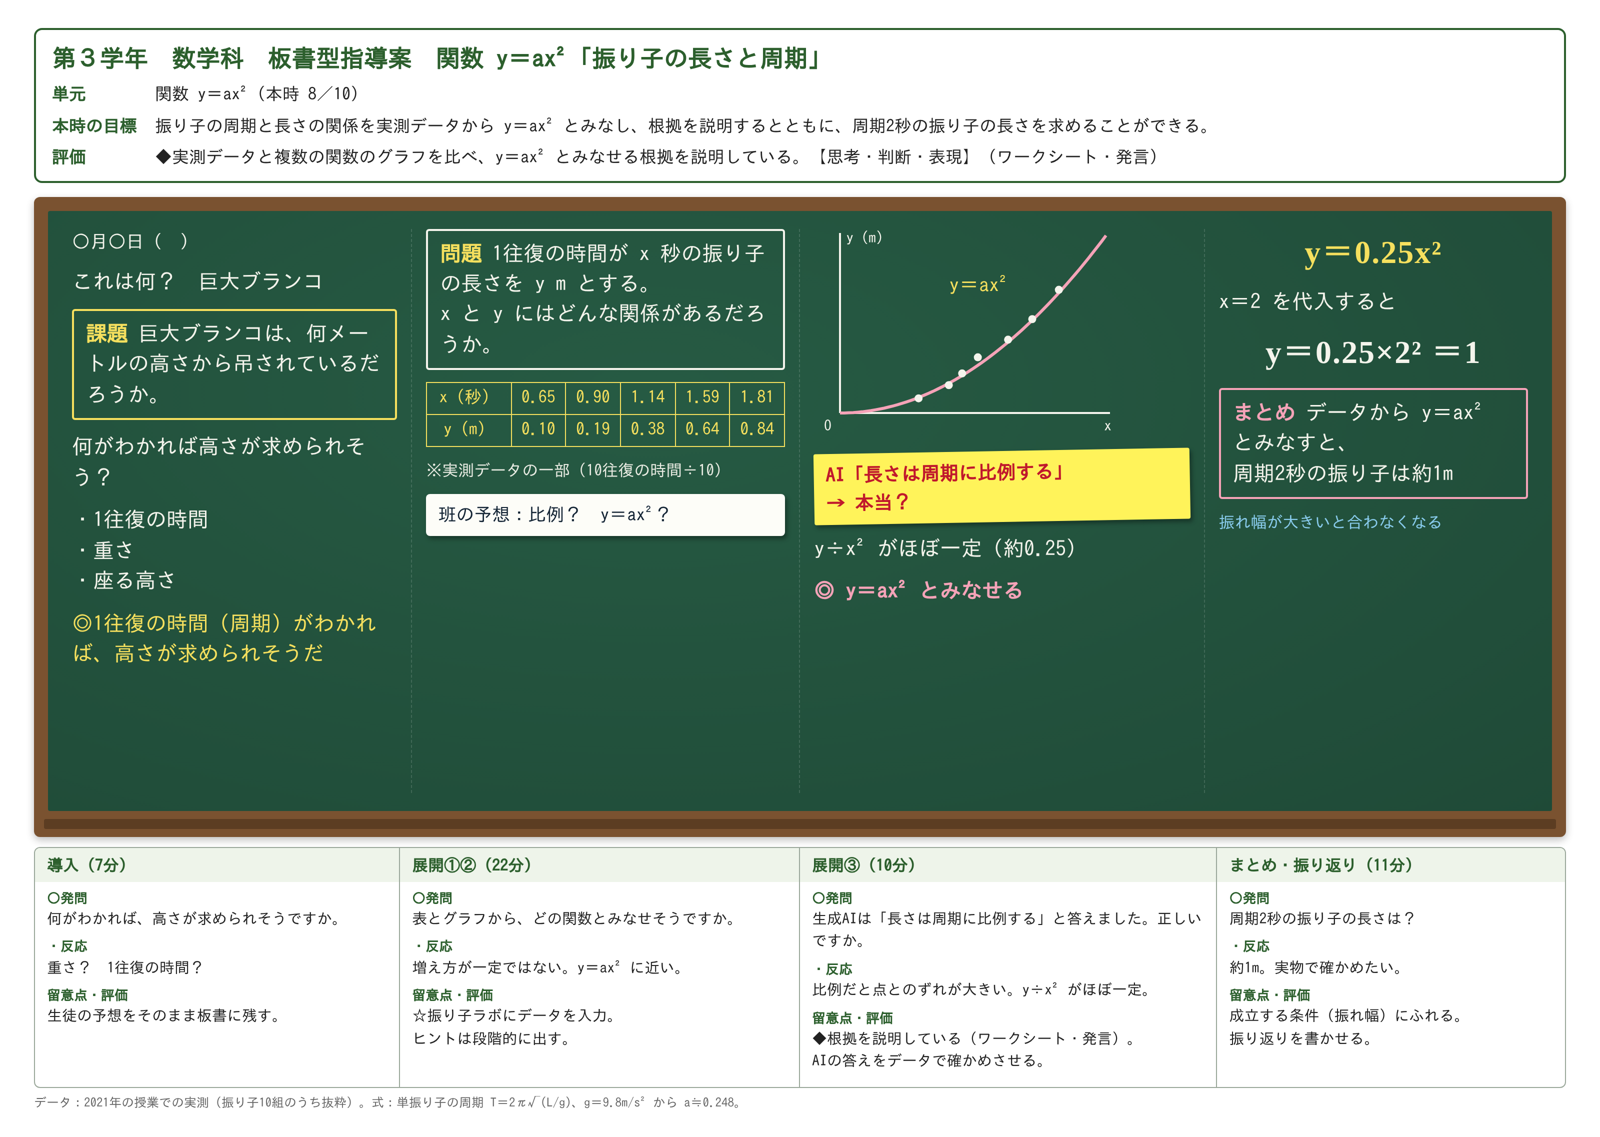 第３学年　数学科　板書型指導案　関数 y＝ax²「振り子の長さと周期」
単元　関数 y＝ax²（本時 8／10）
本時の目標　振り子の周期と長さの関係を実測データから y＝ax² とみなし、根拠を説明するとともに、周期2秒の振り子の長さを求めることができる。
評価　◆実測データと複数の関数のグラフを比べ、y＝ax² とみなせる根拠を説明している。【思考・判断・表現】（ワークシート・発言）
〇月〇日（　）
これは何？　巨大ブランコ
課題 巨大ブランコは、何メー
トルの高さから吊されているだ
ろうか。
何がわかれば高さが求められそ
う？
・1往復の時間
・重さ
・座る高さ
◎1往復の時間（周期）がわかれ
ば、高さが求められそうだ
問題 1往復の時間が x 秒の振り子
の長さを y m とする。
x と y にはどんな関係があるだろ
うか。
x（秒） 0.65 0.90 1.14 1.59 1.81
y（m） 0.10 0.19 0.38 0.64 0.84
※実測データの一部（10往復の時間÷10）
班の予想：比例？　y＝ax²？
y（m）
y＝ax²
0
x
AI「長さは周期に比例する」
→ 本当？
y÷x² がほぼ一定（約0.25）
◎ y＝ax² とみなせる
y＝0.25x²
x＝2 を代入すると
y＝0.25×2² ＝1
まとめ データから y＝ax²
とみなすと、
周期2秒の振り子は約1m
振れ幅が大きいと合わなくなる
導入（7分）
〇発問
何がわかれば、高さが求められそうですか。
・反応
重さ？　1往復の時間？
留意点・評価
生徒の予想をそのまま板書に残す。
展開①②（22分）
〇発問
表とグラフから、どの関数とみなせそうですか。
・反応
増え方が一定ではない。y＝ax² に近い。
留意点・評価
☆振り子ラボにデータを入力。
ヒントは段階的に出す。
展開③（10分）
〇発問
生成AIは「長さは周期に比例する」と答えました。正しい
ですか。
・反応
比例だと点とのずれが大きい。y÷x² がほぼ一定。
留意点・評価
◆根拠を説明している（ワークシート・発言）。
AIの答えをデータで確かめさせる。
まとめ・振り返り（11分）
〇発問
周期2秒の振り子の長さは？
・反応
約1m。実物で確かめたい。
留意点・評価
成立する条件（振れ幅）にふれる。
振り返りを書かせる。
データ：2021年の授業での実測（振り子10組のうち抜粋）。式：単振り子の周期 T＝2π√(L/g)、g＝9.8m/s² から a≒0.248。